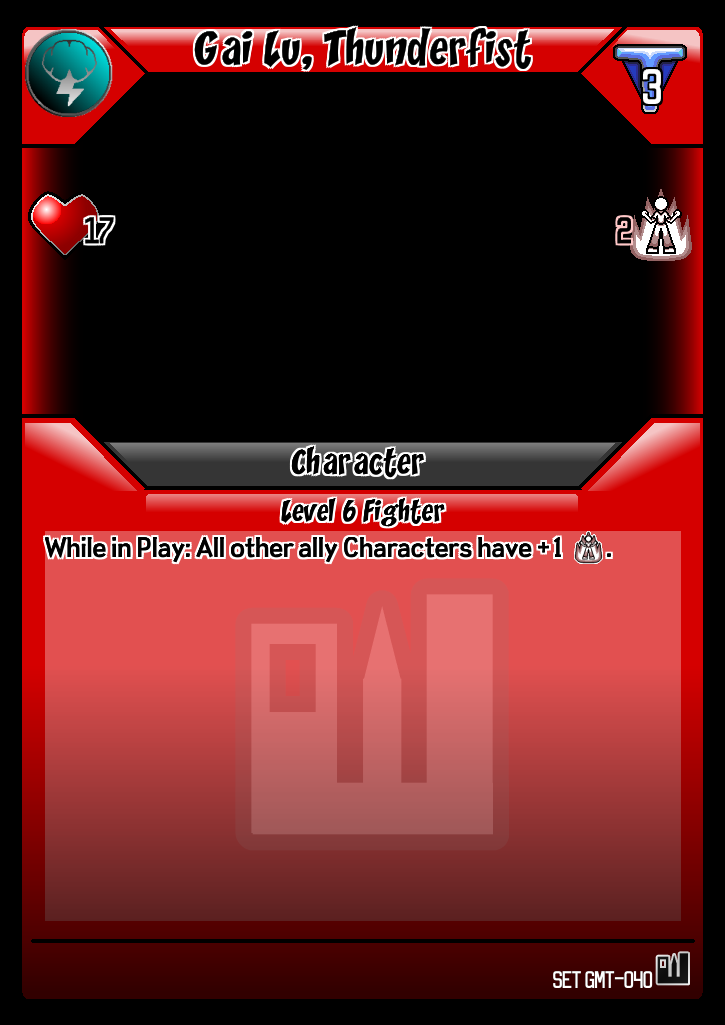 Gai Lu, Thunderfist
3
17
2
Character
Level 6 Fighter
While in Play: All other ally Characters have +1 .
SET GMT-040